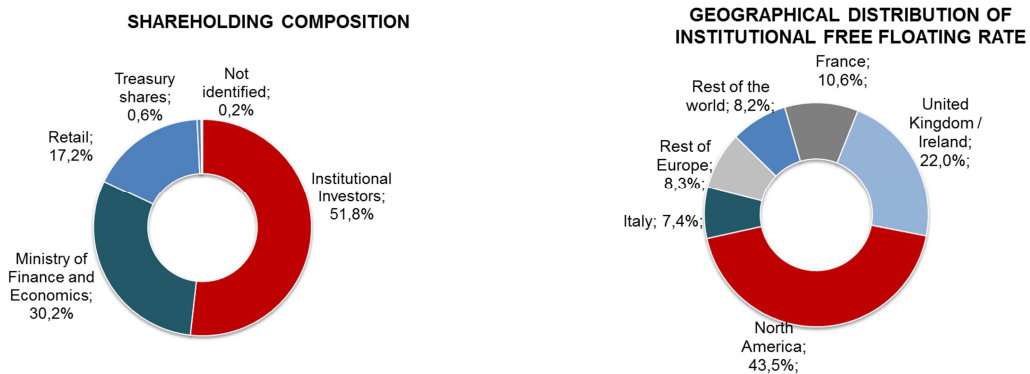 SHAREHOLDING COMPOSITION
Treasury
shares;
0,6%
Not
identified;
0,2%
Retail;
17,2%
Institutional
Investors;
51,8%
Ministry of
Finance and
Economics;
30,2%
GEOGRAPHICAL DISTRIBUTION OF
INSTITUTIONAL FREE FLOATING RATE
France;
10,6%;
Rest of the
world; 8,2%;
United
Kingdom /
Ireland;
22,0%;
Rest of
Europe;
8,3%;
Italy; 7,4%;
North
America;
43,5%;